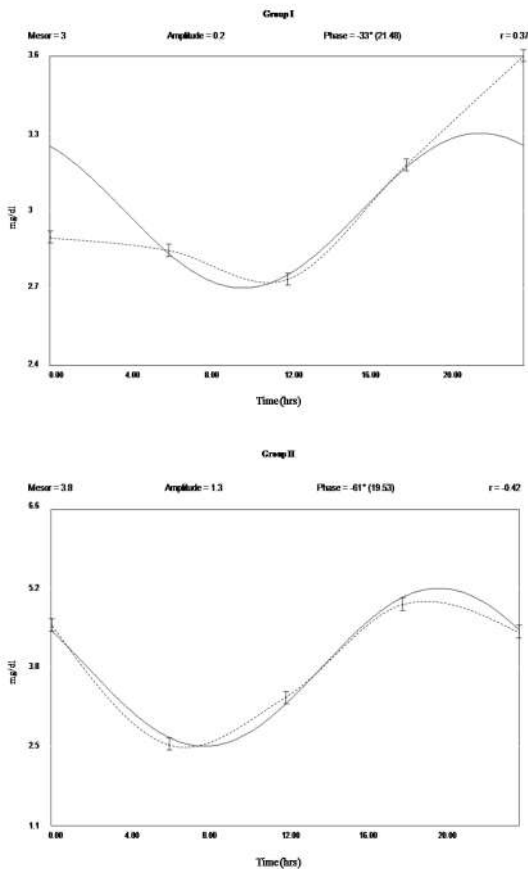 Group I
Mesor = 3 Amplitude = 0.2 Phase = -33° (21.48) r = 0.37
3.6
3.3
3
2.7
2.4
mg/dl
0.00 4.00 8.00 12.00 16.00 20.00
Time (hrs)
Group II
Mesor = 3.8 Amplitude = 1.3 Phase = -61° (19.53) r = -0.42
6.6
5.2
3.8
2.5
1.1
mg/dl
0.00 4.00 8.00 12.00 16.00 20.00
Time (hrs)